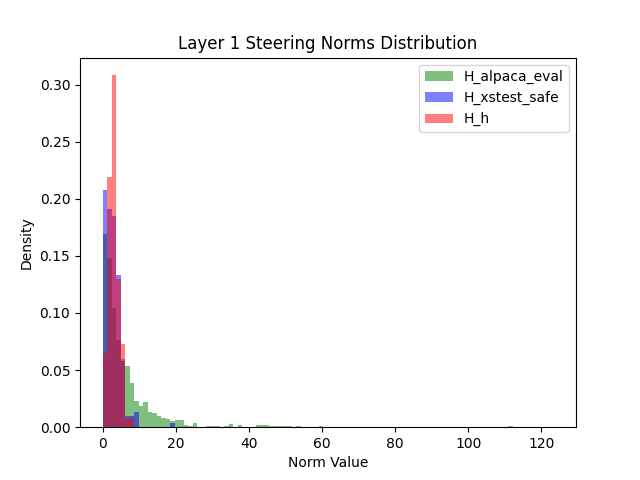 Layer 1 Steering Norms Distribution
H_alpaca_eval
H_xstest_safe
H_h
Density
0.30
0.25
0.20
0.15
0.10
0.05
0.00
0 20 40 60 80 100 120
Norm Value